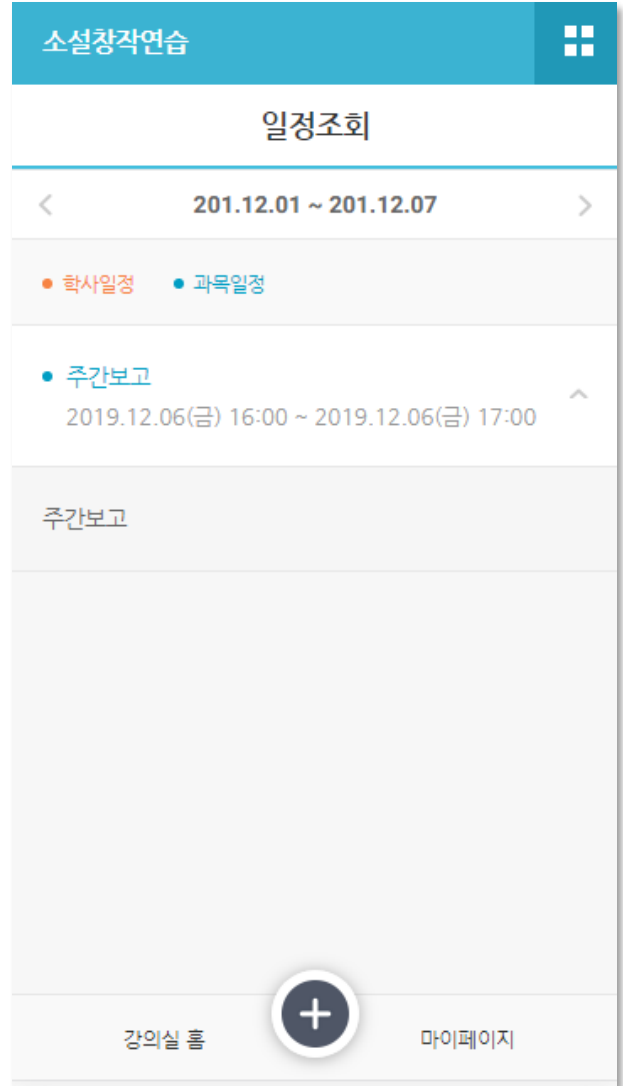 소설창작연습
일정조회
201.12.01 ~ 201.12.07
학사일정 과목일정
주간보고
2019.12.06(금) 16:00 ~ 2019.12.06(금) 17:00
주간보고
강의실 홈 마이페이지